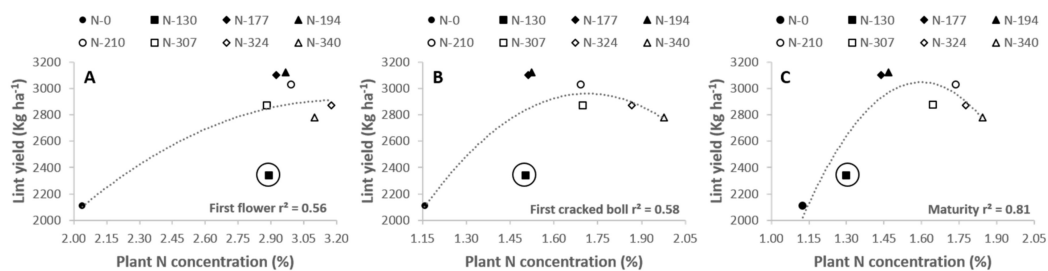 N-0 N-130 N-177 N-194
N-210 N-307 N-324 N-340
A
Lint yield (Kg ha⁻¹)
3200
3000
2800
2600
2400
2200
2000
First flower r² = 0.56
2.00 2.15 2.30 2.45 2.60 2.75 2.90 3.05 3.20
Plant N concentration (%)
N-0 N-130 N-177 N-194
N-210 N-307 N-324 N-340
B
Lint yield (Kg ha⁻¹)
3200
3000
2800
2600
2400
2200
2000
First cracked boll r² = 0.58
1.15 1.30 1.45 1.60 1.75 1.90 2.05
Plant N concentration (%)
N-0 N-130 N-177 N-194
N-210 N-307 N-324 N-340
C
Lint yield (Kg ha⁻¹)
3200
3000
2800
2600
2400
2200
2000
Maturity r² = 0.81
1.00 1.15 1.30 1.45 1.60 1.75 1.90 2.05
Plant N concentration (%)